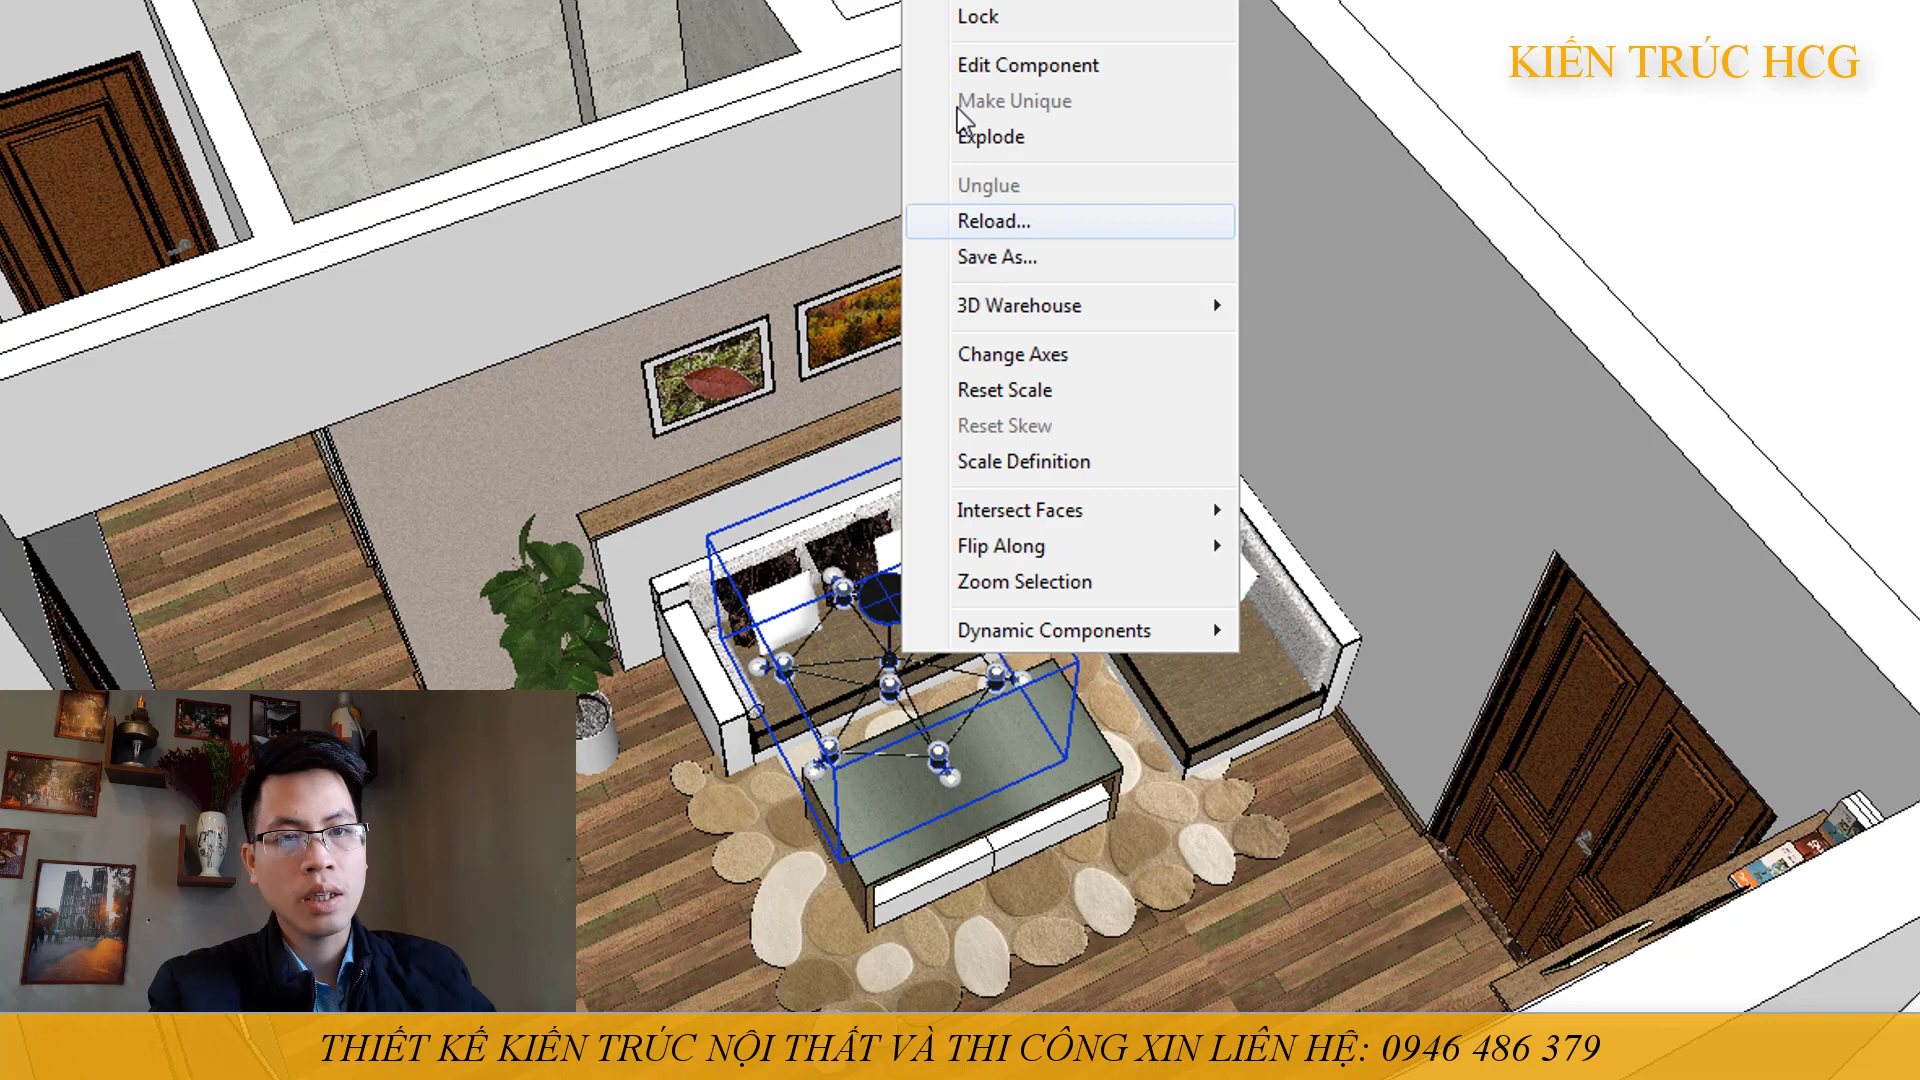 Lock
KIẾN TRÚC HCG
Edit Component
Make Unique
Explode
Unglue
Reload...
Save As...
3D Warehouse
Change Axes
Reset Scale
Reset Skew
Scale Definition
Intersect Faces
Flip Along
Zoom Selection
Dynamic Components
THIẾT KẾ KIẾN TRÚC NỘI THẤT VÀ THI CÔNG XIN LIÊN HỆ: 0946 486 379